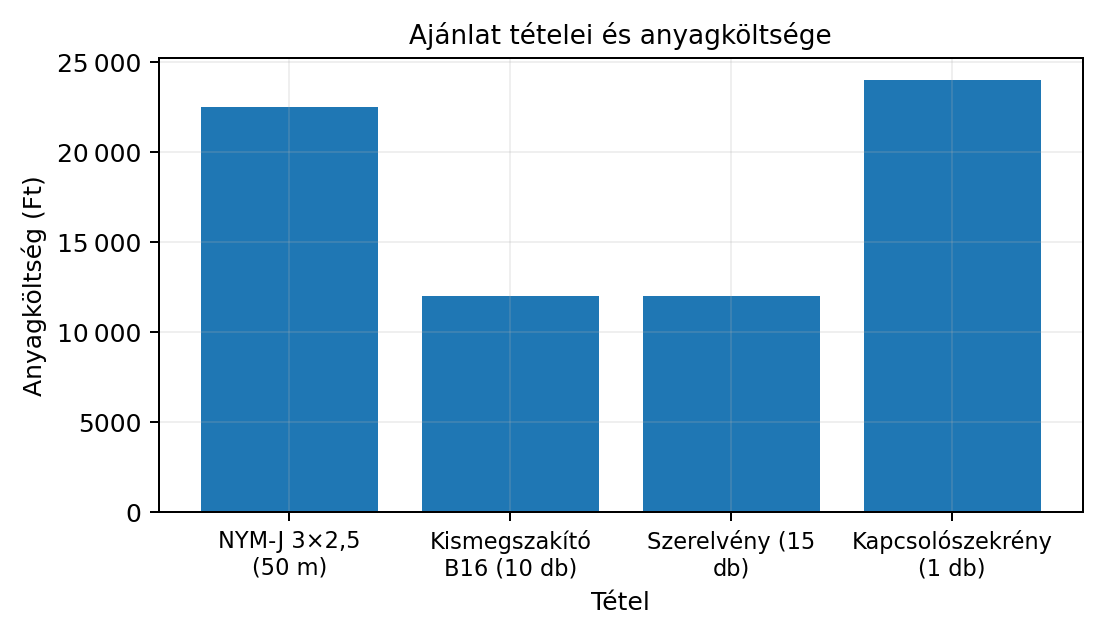 Ajánlat tételei és anyagköltsége
Anyagköltség (Ft)
25 000
20 000
15 000
10 000
5000
0
NYM-J 3×2,5
(50 m)
Kismegszakító
B16 (10 db)
Szerelvény (15
db)
Kapcsolószekrény
(1 db)
Tétel